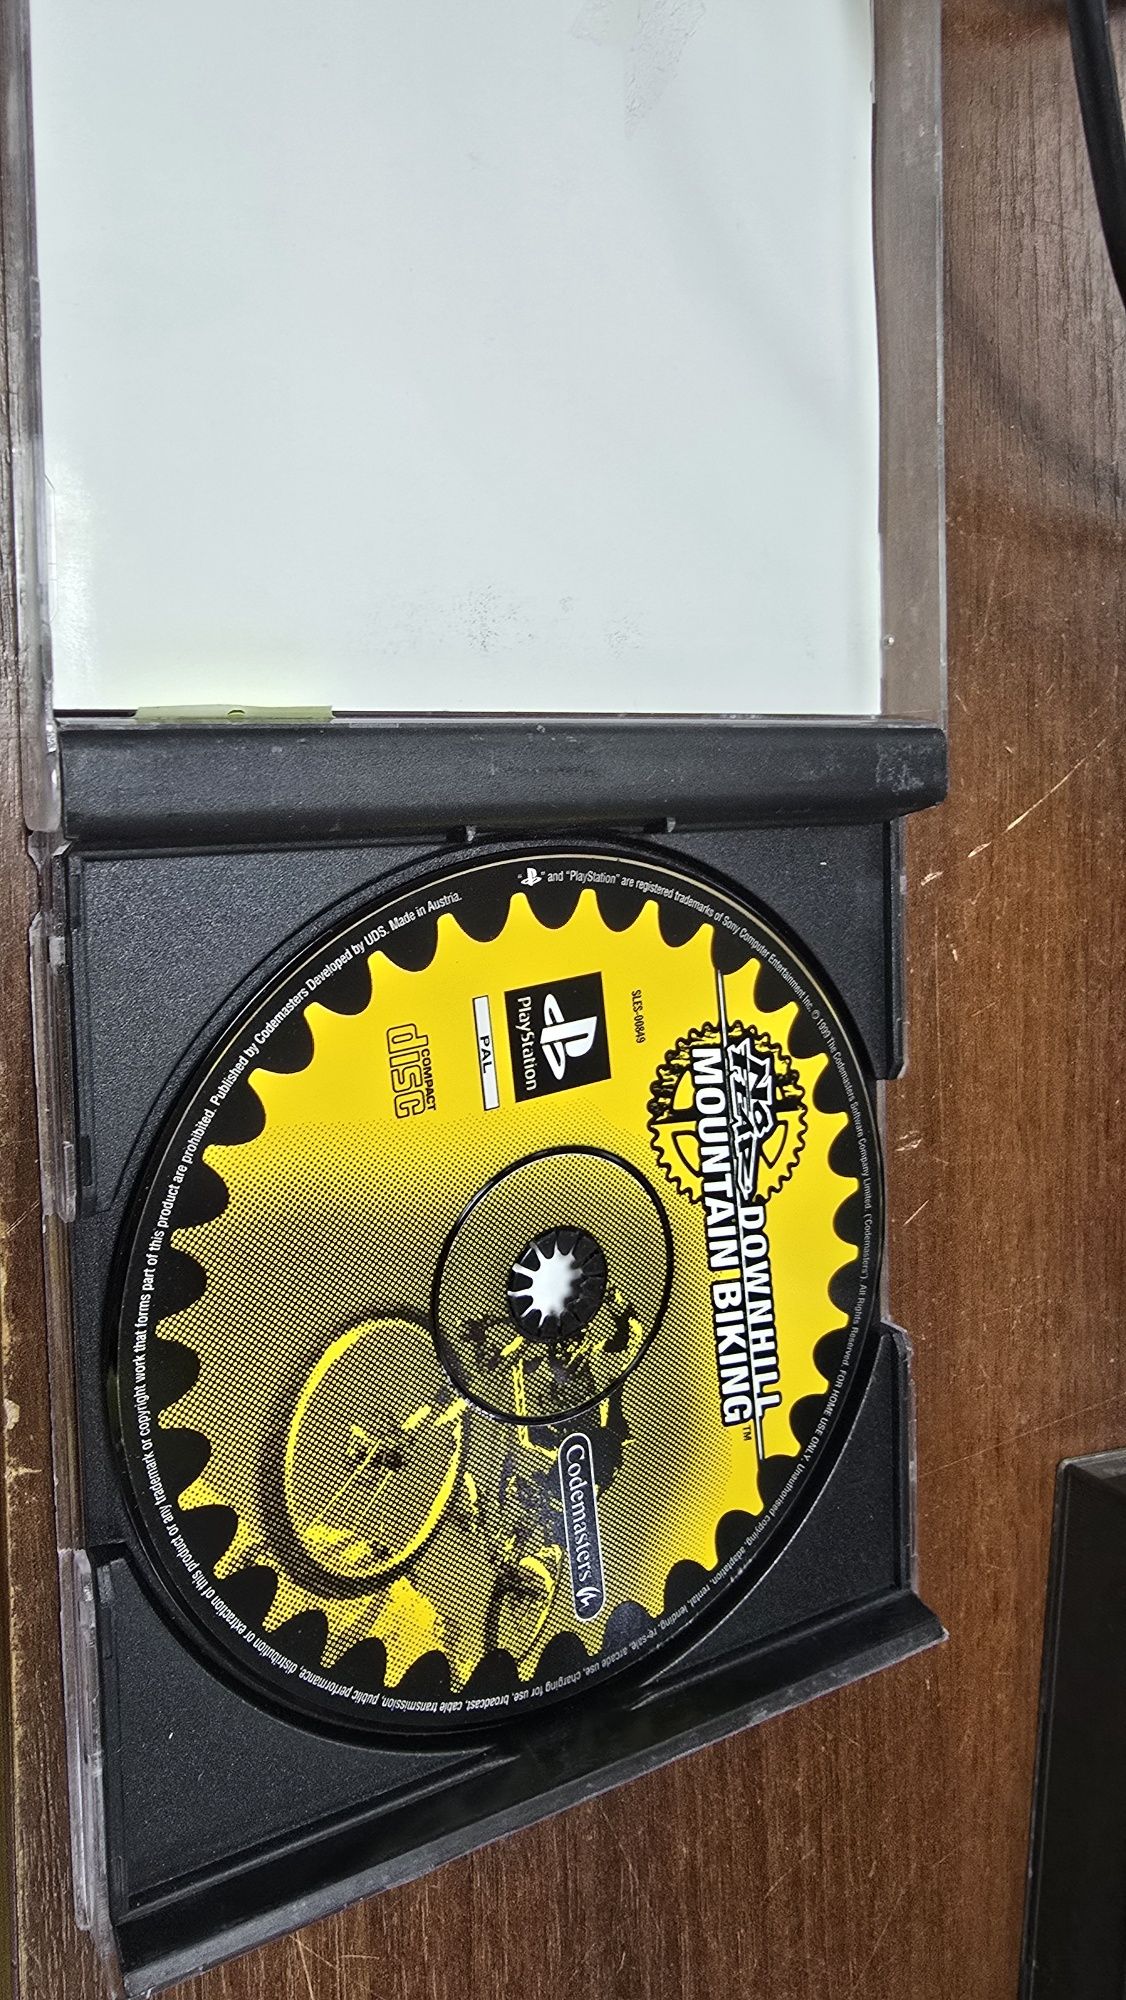 NO FEAR
DOWNHILL
MOUNTAIN BIKING™
SLES-00849
PlayStation
PAL
COMPACT
disc
Codemasters
" " and "PlayStation" are registered trademarks of Sony Computer Entertainment Inc. © 1999 The Codemasters Software Company Limited. ("Codemasters"). All Rights Reserved. FOR HOME USE ONLY. Unauthorised copying, adaptation, rental, lending, re-sale, arcade use, charging for use, broadcast, cable transmission, public performance, distribution or extraction of this product or any trademark or copyright work that forms part of this product are prohibited. Published by Codemasters Developed by UDS. Made in Austria.